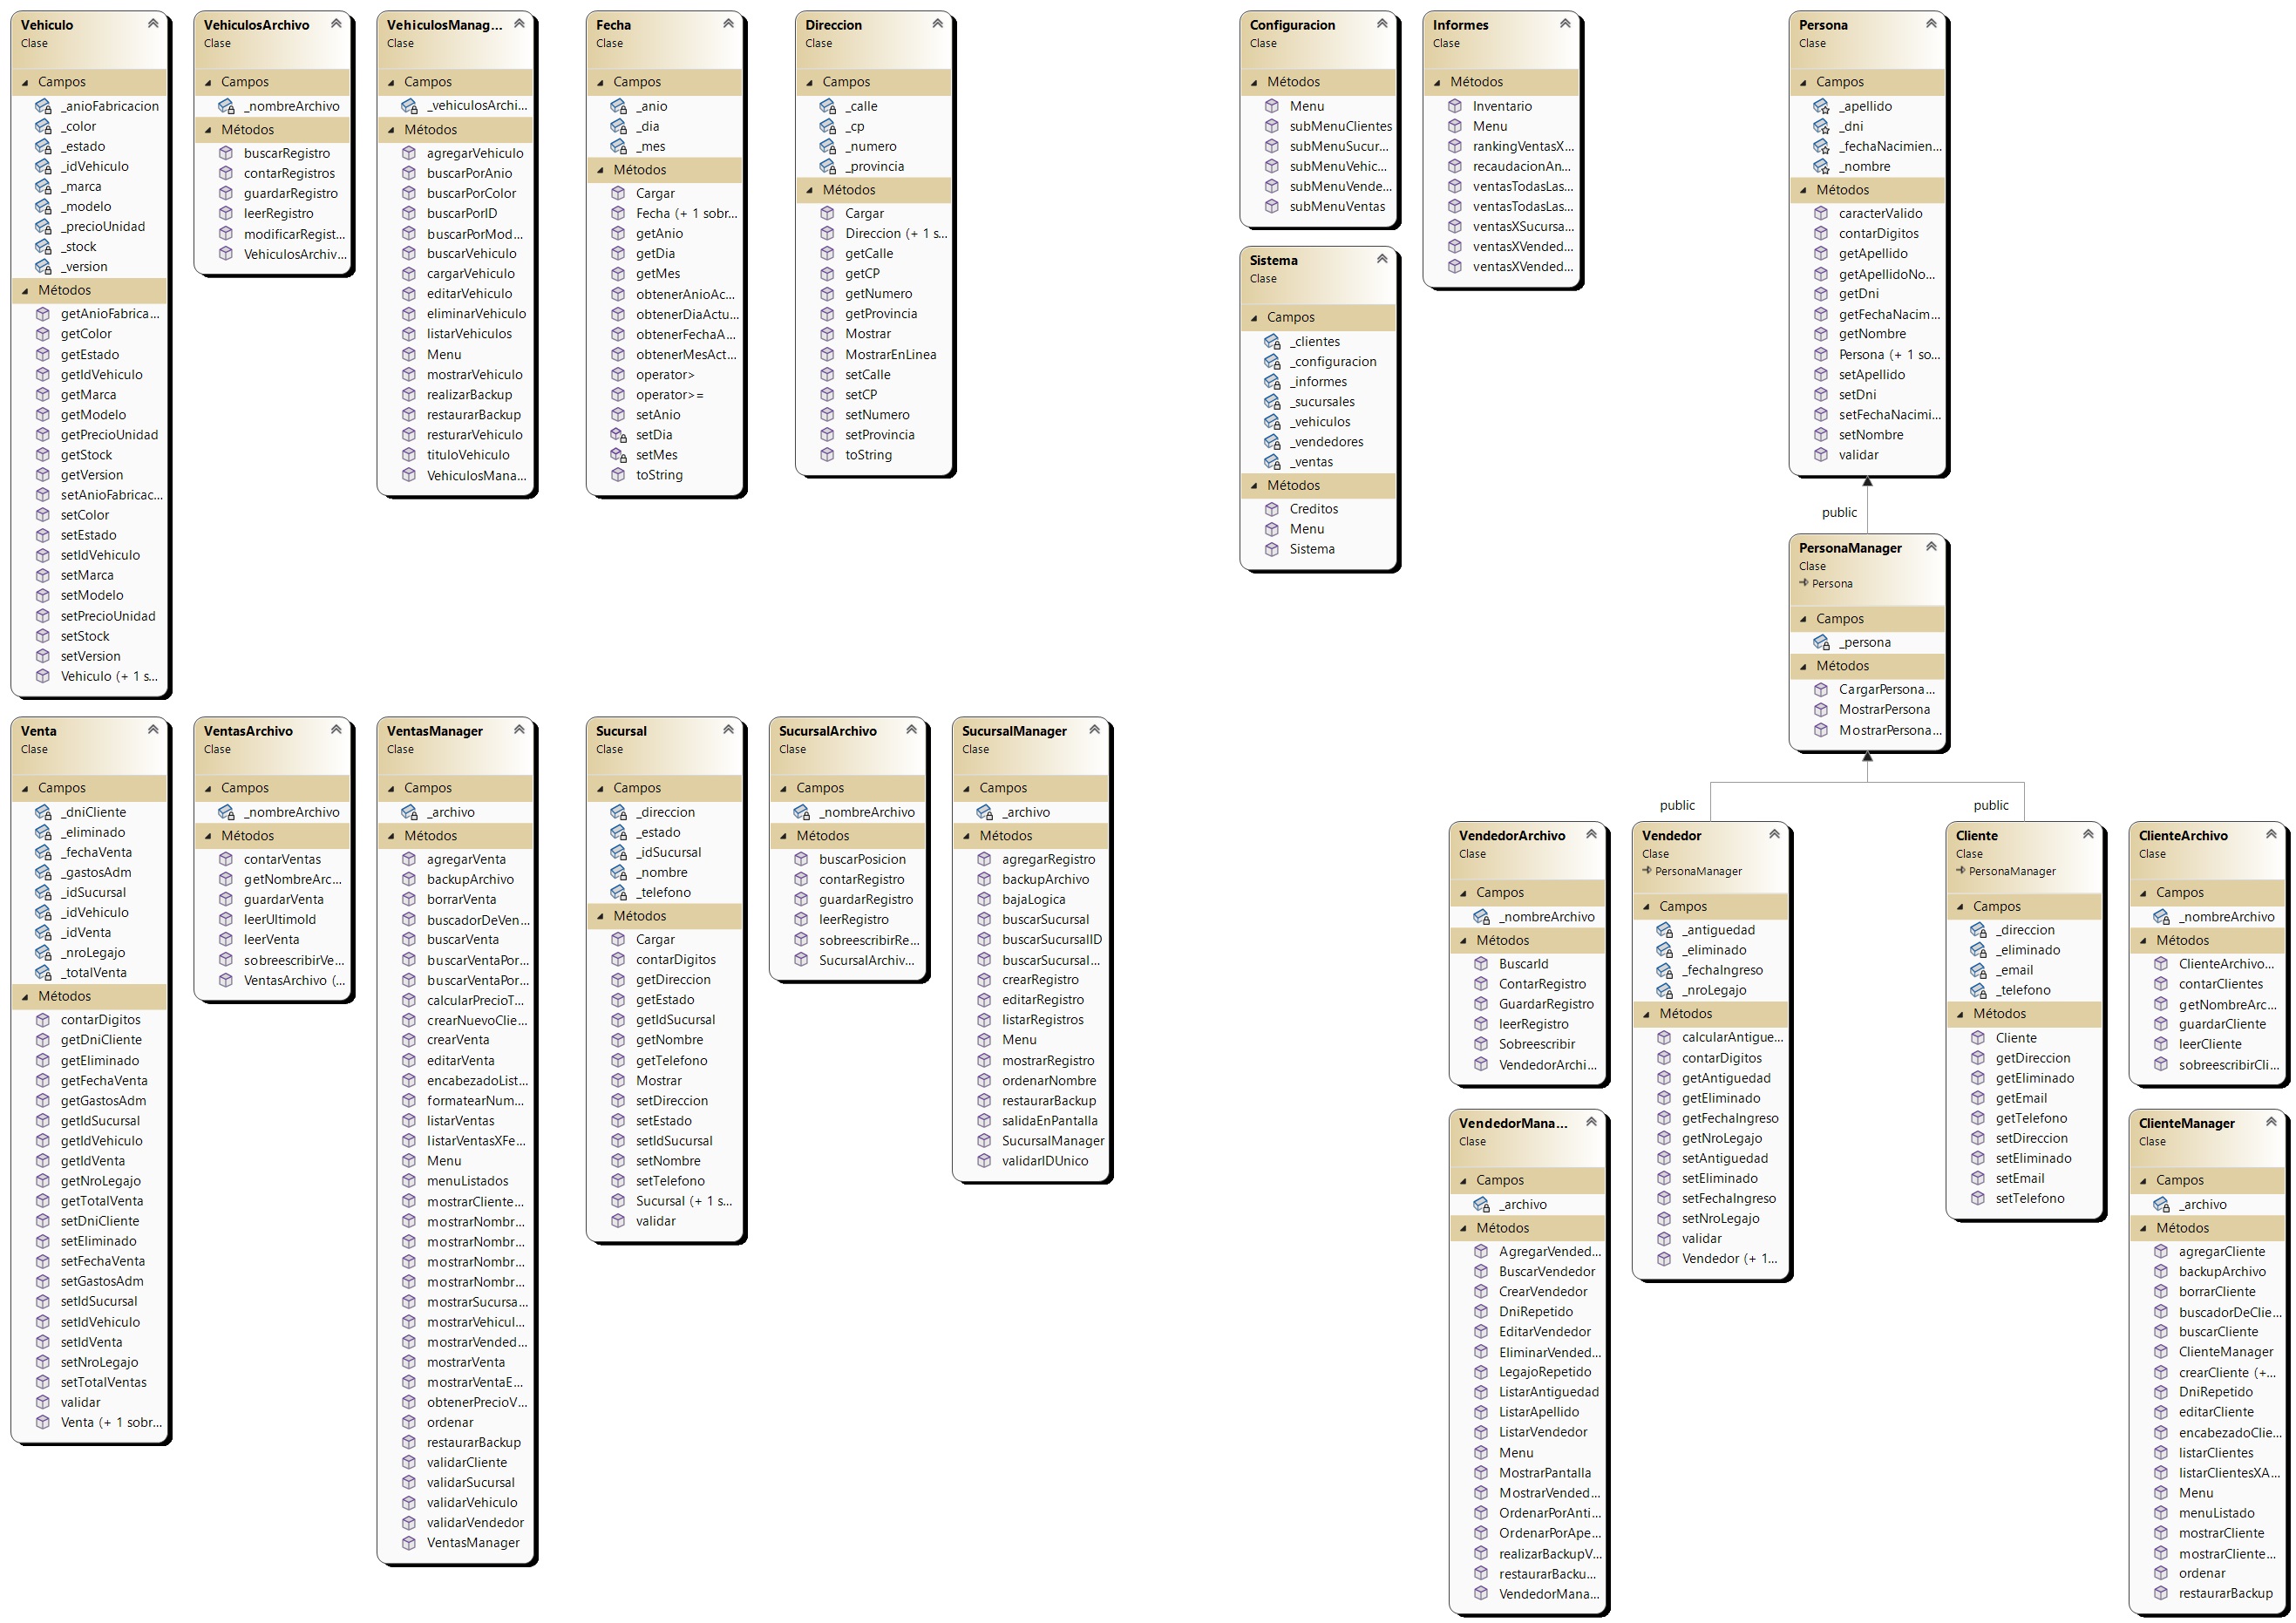 Vehiculo
Clase
Campos
_anioFabricacion
_color
_estado
_idVehiculo
_marca
_modelo
_precioUnidad
_stock
_version
Métodos
getAnioFabrica...
getColor
getEstado
getIdVehiculo
getMarca
getModelo
getPrecioUnidad
getStock
getVersion
setAnioFabricac...
setColor
setEstado
setIdVehiculo
setMarca
setModelo
setPrecioUnidad
setStock
setVersion
Vehiculo (+ 1 s...
VehiculosArchivo
Clase
Campos
_nombreArchivo
Métodos
buscarRegistro
contarRegistros
guardarRegistro
leerRegistro
modificarRegist...
VehiculosArchiv...
VehiculosManag...
Clase
Campos
_vehiculosArchi...
Métodos
agregarVehiculo
buscarPorAnio
buscarPorColor
buscarPorID
buscarPorMod...
buscarVehiculo
cargarVehiculo
editarVehiculo
eliminarVehiculo
listarVehiculos
Menu
mostrarVehiculo
realizarBackup
restaurarBackup
resturarVehiculo
tituloVehiculo
VehiculosMana...
Fecha
Clase
Campos
_anio
_dia
_mes
Métodos
Cargar
Fecha (+ 1 sobr...
getAnio
getDia
getMes
obtenerAnioAc...
obtenerDiaActu...
obtenerFechaA...
obtenerMesAct...
operator>
operator>=
setAnio
setDia
setMes
toString
Direccion
Clase
Campos
_calle
_cp
_numero
_provincia
Métodos
Cargar
Direccion (+ 1 s...
getCalle
getCP
getNumero
getProvincia
Mostrar
MostrarEnLinea
setCalle
setCP
setNumero
setProvincia
toString
Configuracion
Clase
Métodos
Menu
subMenuClientes
subMenuSucur...
subMenuVehic...
subMenuVende...
subMenuVentas
Informes
Clase
Métodos
Inventario
Menu
rankingVentasX...
recaudacionAn...
ventasTodasLas...
ventasTodasLas...
ventasXSucursa...
ventasXVended...
ventasXVended...
Sistema
Clase
Campos
_clientes
_configuracion
_informes
_sucursales
_vehiculos
_vendedores
_ventas
Métodos
Creditos
Menu
Sistema
Persona
Clase
Campos
_apellido
_dni
_fechaNacimien...
_nombre
Métodos
caracterValido
contarDigitos
getApellido
getApellidoNo...
getDni
getFechaNacim...
getNombre
Persona (+ 1 so...
setApellido
setDni
setFechaNacimi...
setNombre
validar
public
PersonaManager
Clase
Persona
Campos
_persona
Métodos
CargarPersona...
MostrarPersona
MostrarPersona...
public
public
Venta
Clase
Campos
_dniCliente
_eliminado
_fechaVenta
_gastosAdm
_idSucursal
_idVehiculo
_idVenta
_nroLegajo
_totalVenta
Métodos
contarDigitos
getDniCliente
getEliminado
getFechaVenta
getGastosAdm
getIdSucursal
getIdVehiculo
getIdVenta
getNroLegajo
getTotalVenta
setDniCliente
setEliminado
setFechaVenta
setGastosAdm
setIdSucursal
setIdVehiculo
setIdVenta
setNroLegajo
setTotalVentas
validar
Venta (+ 1 sobr...
VentasArchivo
Clase
Campos
_nombreArchivo
Métodos
contarVentas
getNombreArc...
guardarVenta
leerUltimoId
leerVenta
sobreescribirVe...
VentasArchivo (...
VentasManager
Clase
Campos
_archivo
Métodos
agregarVenta
backupArchivo
borrarVenta
buscadorDeVen...
buscarVenta
buscarVentaPor...
buscarVentaPor...
calcularPrecioT...
crearNuevoClie...
crearVenta
editarVenta
encabezadoList...
formatearNum...
listarVentas
listarVentasXFe...
Menu
menuListados
mostrarCliente...
mostrarNombr...
mostrarNombr...
mostrarNombr...
mostrarNombr...
mostrarSucursa...
mostrarVehicul...
mostrarVended...
mostrarVenta
mostrarVentaE...
obtenerPrecioV...
ordenar
restaurarBackup
validarCliente
validarSucursal
validarVehiculo
validarVendedor
VentasManager
Sucursal
Clase
Campos
_direccion
_estado
_idSucursal
_nombre
_telefono
Métodos
Cargar
contarDigitos
getDireccion
getEstado
getIdSucursal
getNombre
getTelefono
Mostrar
setDireccion
setEstado
setIdSucursal
setNombre
setTelefono
Sucursal (+ 1 s...
validar
SucursalArchivo
Clase
Campos
_nombreArchivo
Métodos
buscarPosicion
contarRegistro
guardarRegistro
leerRegistro
sobreescribirRe...
SucursalArchiv...
SucursalManager
Clase
Campos
_archivo
Métodos
agregarRegistro
backupArchivo
bajaLogica
buscarSucursal
buscarSucursalID
buscarSucursal...
crearRegistro
editarRegistro
listarRegistros
Menu
mostrarRegistro
ordenarNombre
restaurarBackup
salidaEnPantalla
SucursalManager
validarIDUnico
VendedorArchivo
Clase
Campos
_nombreArchivo
Métodos
BuscarId
ContarRegistro
GuardarRegistro
leerRegistro
Sobreescribir
VendedorArchi...
Vendedor
Clase
PersonaManager
Campos
_antiguedad
_eliminado
_fechaIngreso
_nroLegajo
Métodos
calcularAntigue...
contarDigitos
getAntiguedad
getEliminado
getFechaIngreso
getNroLegajo
setAntiguedad
setEliminado
setFechaIngreso
setNroLegajo
validar
Vendedor (+ 1...
Cliente
Clase
PersonaManager
Campos
_direccion
_eliminado
_email
_telefono
Métodos
Cliente
getDireccion
getEliminado
getEmail
getTelefono
setDireccion
setEliminado
setEmail
setTelefono
ClienteArchivo
Clase
Campos
_nombreArchivo
Métodos
ClienteArchivo...
contarClientes
getNombreArc...
guardarCliente
leerCliente
sobreescribirCli...
VendedorMana...
Clase
Campos
_archivo
Métodos
AgregarVended...
BuscarVendedor
CrearVendedor
DniRepetido
EditarVendedor
EliminarVended...
LegajoRepetido
ListarAntiguedad
ListarApellido
ListarVendedor
Menu
MostrarPantalla
MostrarVended...
OrdenarPorAnti...
OrdenarPorApe...
realizarBackupV...
restaurarBacku...
VendedorMana...
ClienteManager
Clase
Campos
_archivo
Métodos
agregarCliente
backupArchivo
borrarCliente
buscadorDeClie...
buscarCliente
ClienteManager
crearCliente (+...
DniRepetido
editarCliente
encabezadoClie...
listarClientes
listarClientesXA...
Menu
menuListado
mostrarCliente
mostrarCliente...
ordenar
restaurarBackup